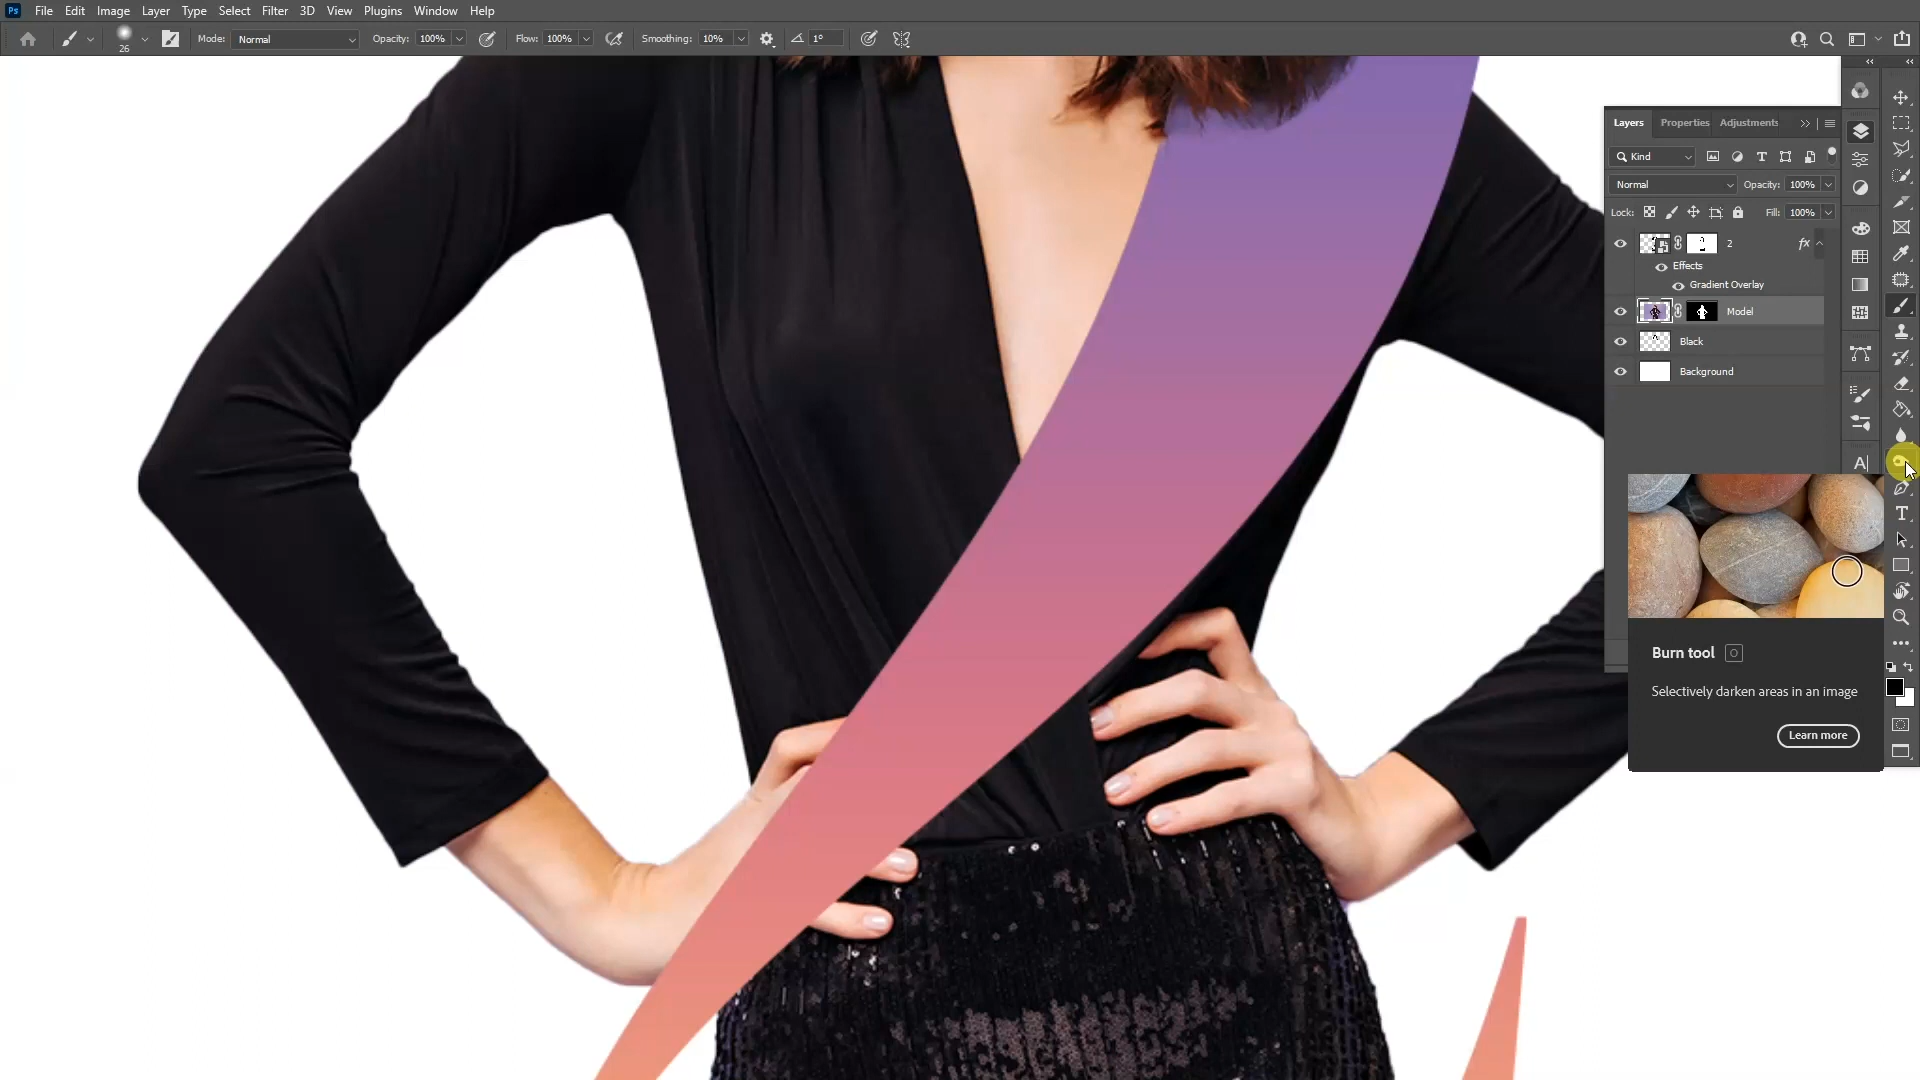 Ps File Edit Image Layer Type Select Filter 3D View Plugins Window Help
26 Mode: Normal Opacity: 100% Flow: 100% Smoothing: 10% 1°
Layers Properties Adjustments
Kind
Normal Opacity: 100%
Lock: Fill: 100%
2 fx
Effects
Gradient Overlay
Model
Black
Background
A
T
Burn tool O
Selectively darken areas in an image
Learn more